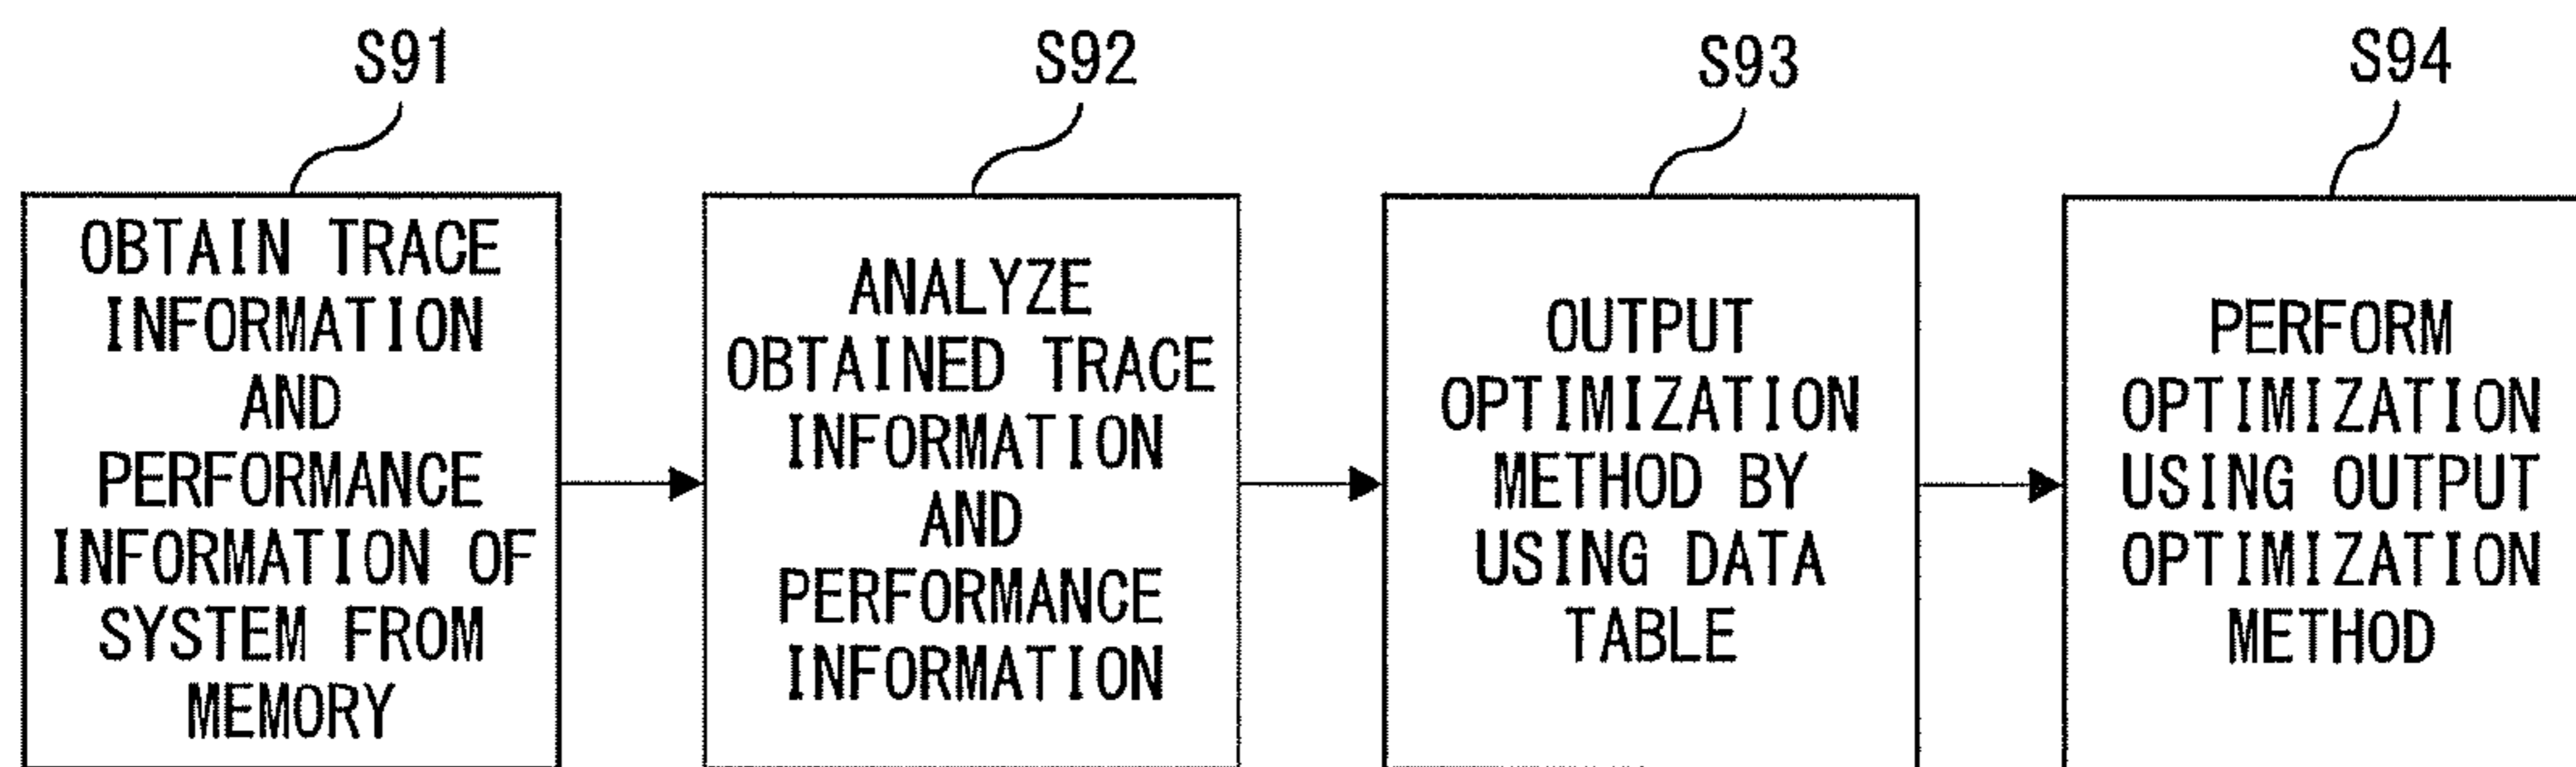 S91
OBTAIN TRACE
INFORMATION
AND
PERFORMANCE
INFORMATION OF
SYSTEM FROM
MEMORY
S92
ANALYZE
OBTAINED TRACE
INFORMATION
AND
PERFORMANCE
INFORMATION
S93
OUTPUT
OPTIMIZATION
METHOD BY
USING DATA
TABLE
S94
PERFORM
OPTIMIZATION
USING OUTPUT
OPTIMIZATION
METHOD